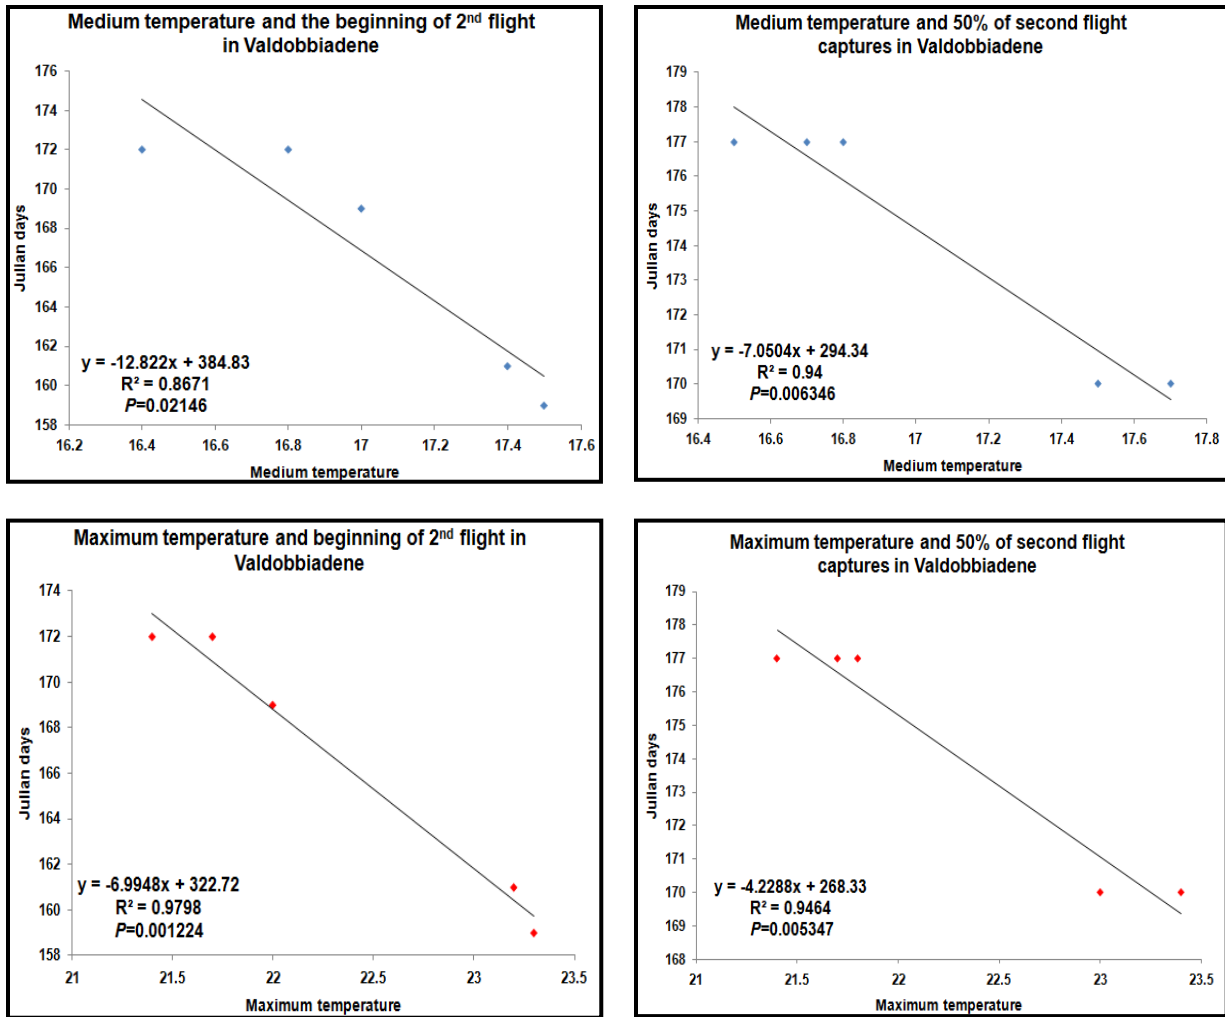 Medium temperature and the beginning of 2nd flight
in Valdobbiadene
176
174
172
170
168
166
164
162
160
158
Julian days
y = -12.822x + 384.83
R² = 0.8671
P=0.02146
16.2 16.4 16.6 16.8 17 17.2 17.4 17.6
Medium temperature
Medium temperature and 50% of second flight
captures in Valdobbiadene
179
178
177
176
175
174
173
172
171
170
169
Julian days
y = -7.0504x + 294.34
R² = 0.94
P=0.006346
16.4 16.6 16.8 17 17.2 17.4 17.6 17.8
Medium temperature
Maximum temperature and beginning of 2nd flight in
Valdobbiadene
174
172
170
168
166
164
162
160
158
Julian days
y = -6.9948x + 322.72
R² = 0.9798
P=0.001224
21 21.5 22 22.5 23 23.5
Maximum temperature
Maximum temperature and 50% of second flight
captures in Valdobbiadene
179
178
177
176
175
174
173
172
171
170
169
168
Julian days
y = -4.2288x + 268.33
R² = 0.9464
P=0.005347
21 21.5 22 22.5 23 23.5
Maximum temperature